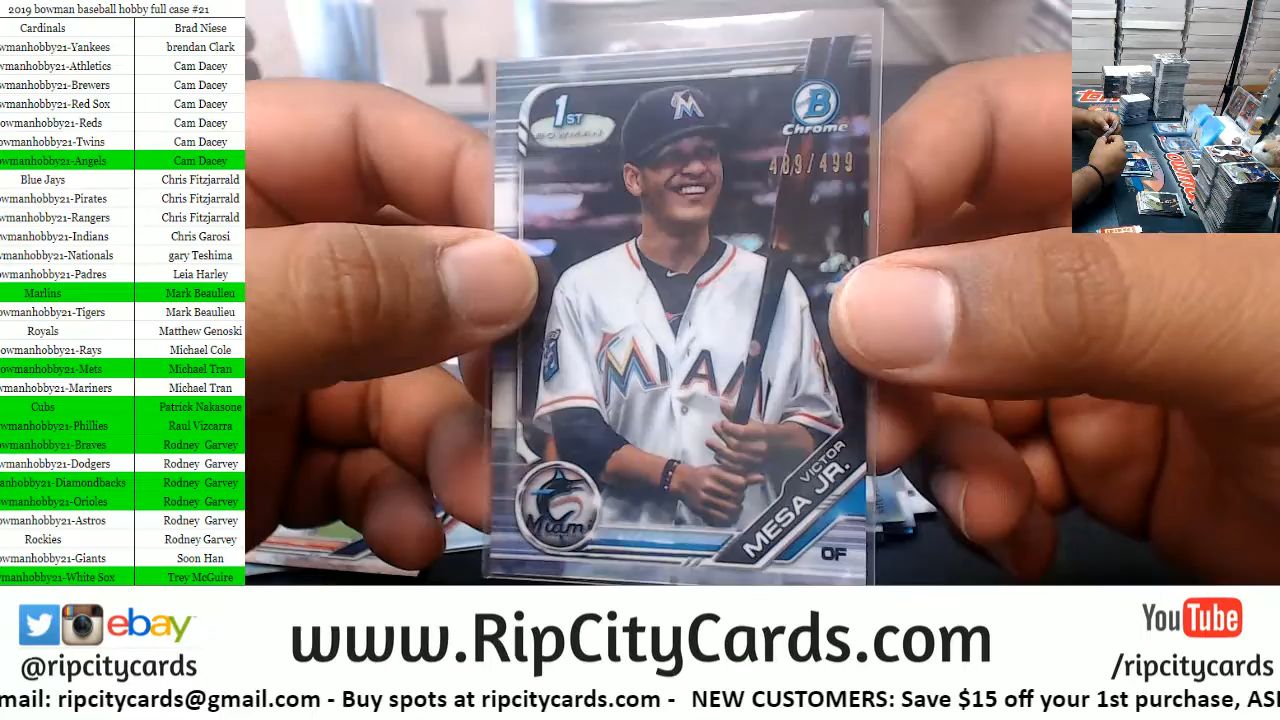 2019 bowman baseball hobby full case #21
Cardinals Brad Niese
wmanhobby21-Yankees brendan Clark
owmanhobby21-Athletics Cam Dacey
owmanhobby21-Brewers Cam Dacey
wmanhobby21-Red Sox Cam Dacey
owmanhobby21-Reds Cam Dacey
owmanhobby21-Twins Cam Dacey
owmanhobby21-Angels Cam Dacey
Blue Jays Chris Fitzjarrald
owmanhobby21-Pirates Chris Fitzjarrald
owmanhobby21-Rangers Chris Fitzjarrald
owmanhobby21-Indians Chris Garosi
wmanhobby21-Nationals gary Teshima
owmanhobby21-Padres Leia Harley
Marlins Mark Beaulieu
owmanhobby21-Tigers Mark Beaulieu
Royals Matthew Genoski
owmanhobby21-Rays Michael Cole
owmanhobby21-Mets Michael Tran
wmanhobby21-Mariners Michael Tran
Cubs Patrick Nakasone
owmanhobby21-Phillies Raul Vizcarra
owmanhobby21-Braves Rodney Garvey
owmanhobby21-Dodgers Rodney Garvey
anhobby21-Diamondbacks Rodney Garvey
owmanhobby21-Orioles Rodney Garvey
owmanhobby21-Astros Rodney Garvey
Rockies Rodney Garvey
owmanhobby21-Giants Soon Han
manhobby21-White Sox Trey McGuire
1ST
BOWMAN
B
Chrome
489/499
M
MIAM
Miami
VICTOR
MESA JR.
OF
ebay
@ripcitycards
www.RipCityCards.com
YouTube
/ripcitycards
mail: ripcitycards@gmail.com - Buy spots at ripcitycards.com - NEW CUSTOMERS: Save $15 off your 1st purchase, ASI